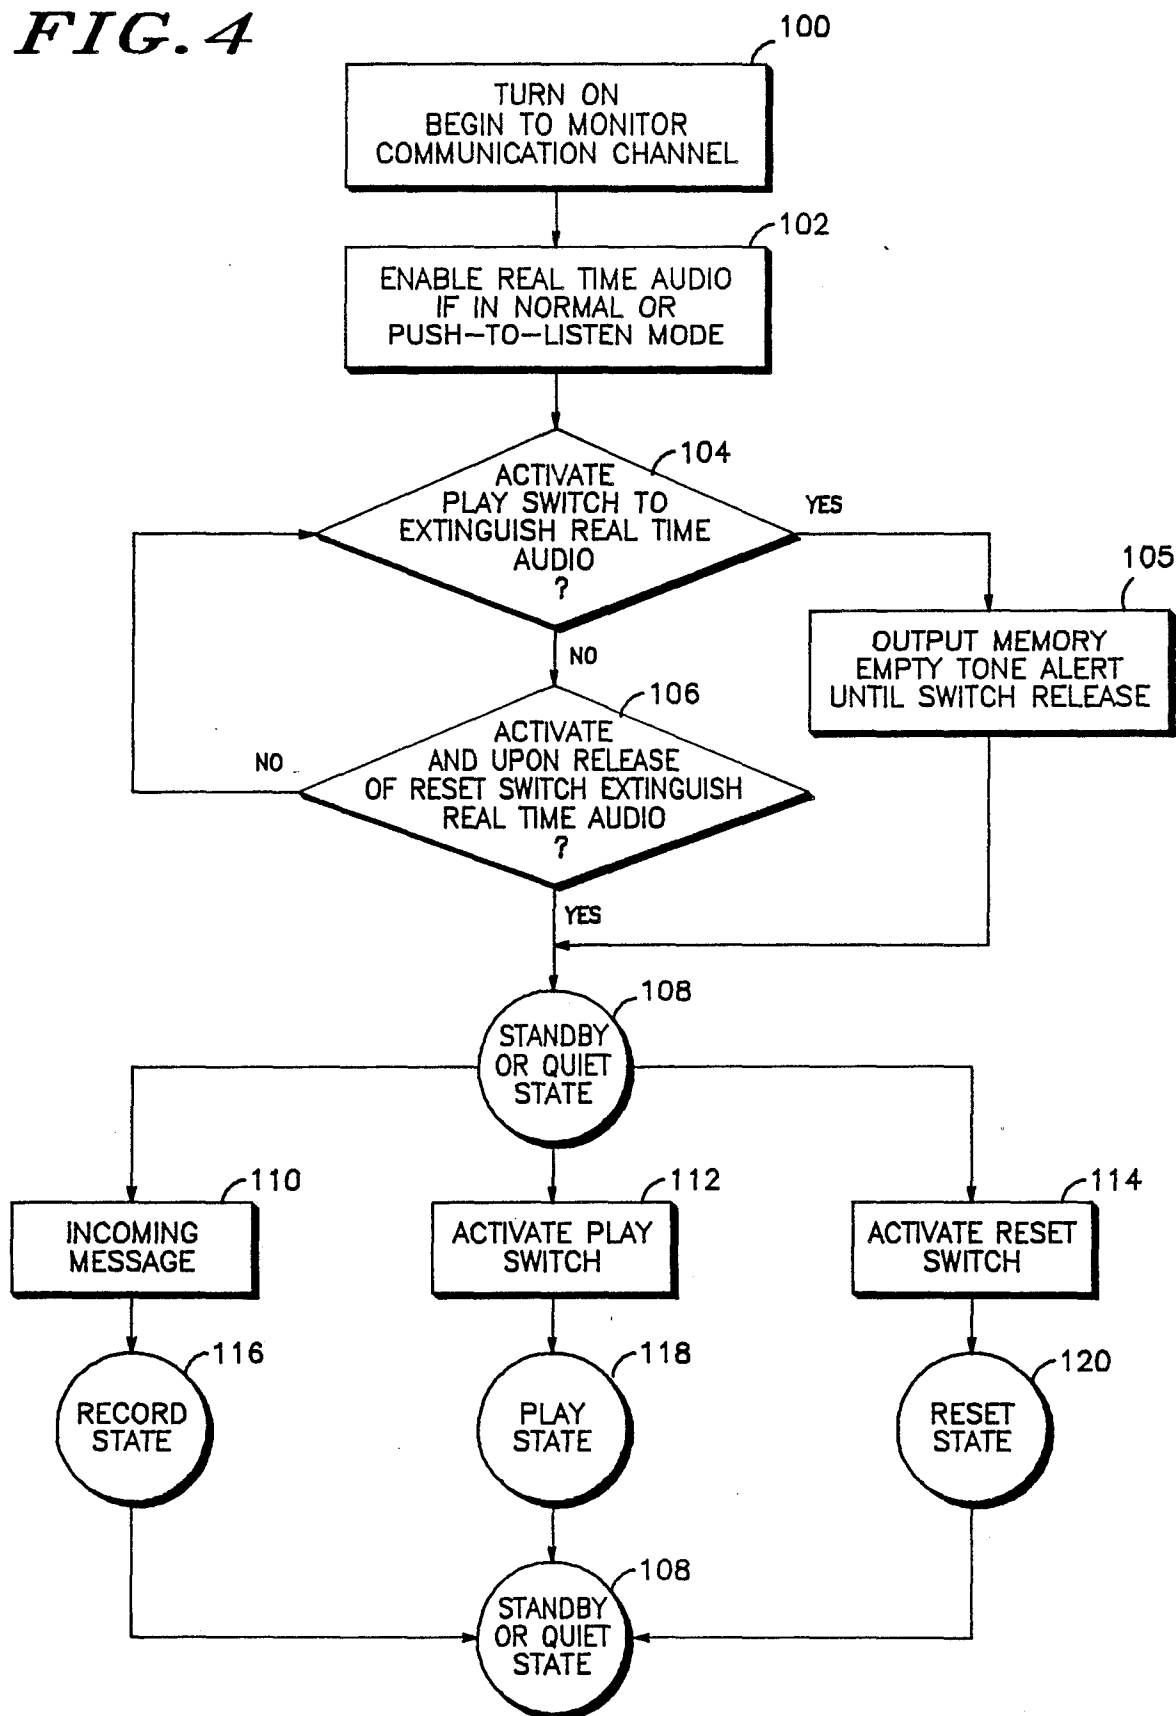 FIG. 4
100
TURN ON
BEGIN TO MONITOR
COMMUNICATION CHANNEL
102
ENABLE REAL TIME AUDIO
IF IN NORMAL OR
PUSH-TO-LISTEN MODE
104
ACTIVATE
PLAY SWITCH TO
EXTINGUISH REAL TIME
AUDIO
?
YES
105
OUTPUT MEMORY
EMPTY TONE ALERT
UNTIL SWITCH RELEASE
NO
106
ACTIVATE
AND UPON RELEASE
OF RESET SWITCH EXTINGUISH
REAL TIME AUDIO
?
NO
YES
108
STANDBY
OR QUIET
STATE
110
INCOMING
MESSAGE
112
ACTIVATE PLAY
SWITCH
114
ACTIVATE RESET
SWITCH
116
RECORD
STATE
118
PLAY
STATE
120
RESET
STATE
108
STANDBY
OR QUIET
STATE